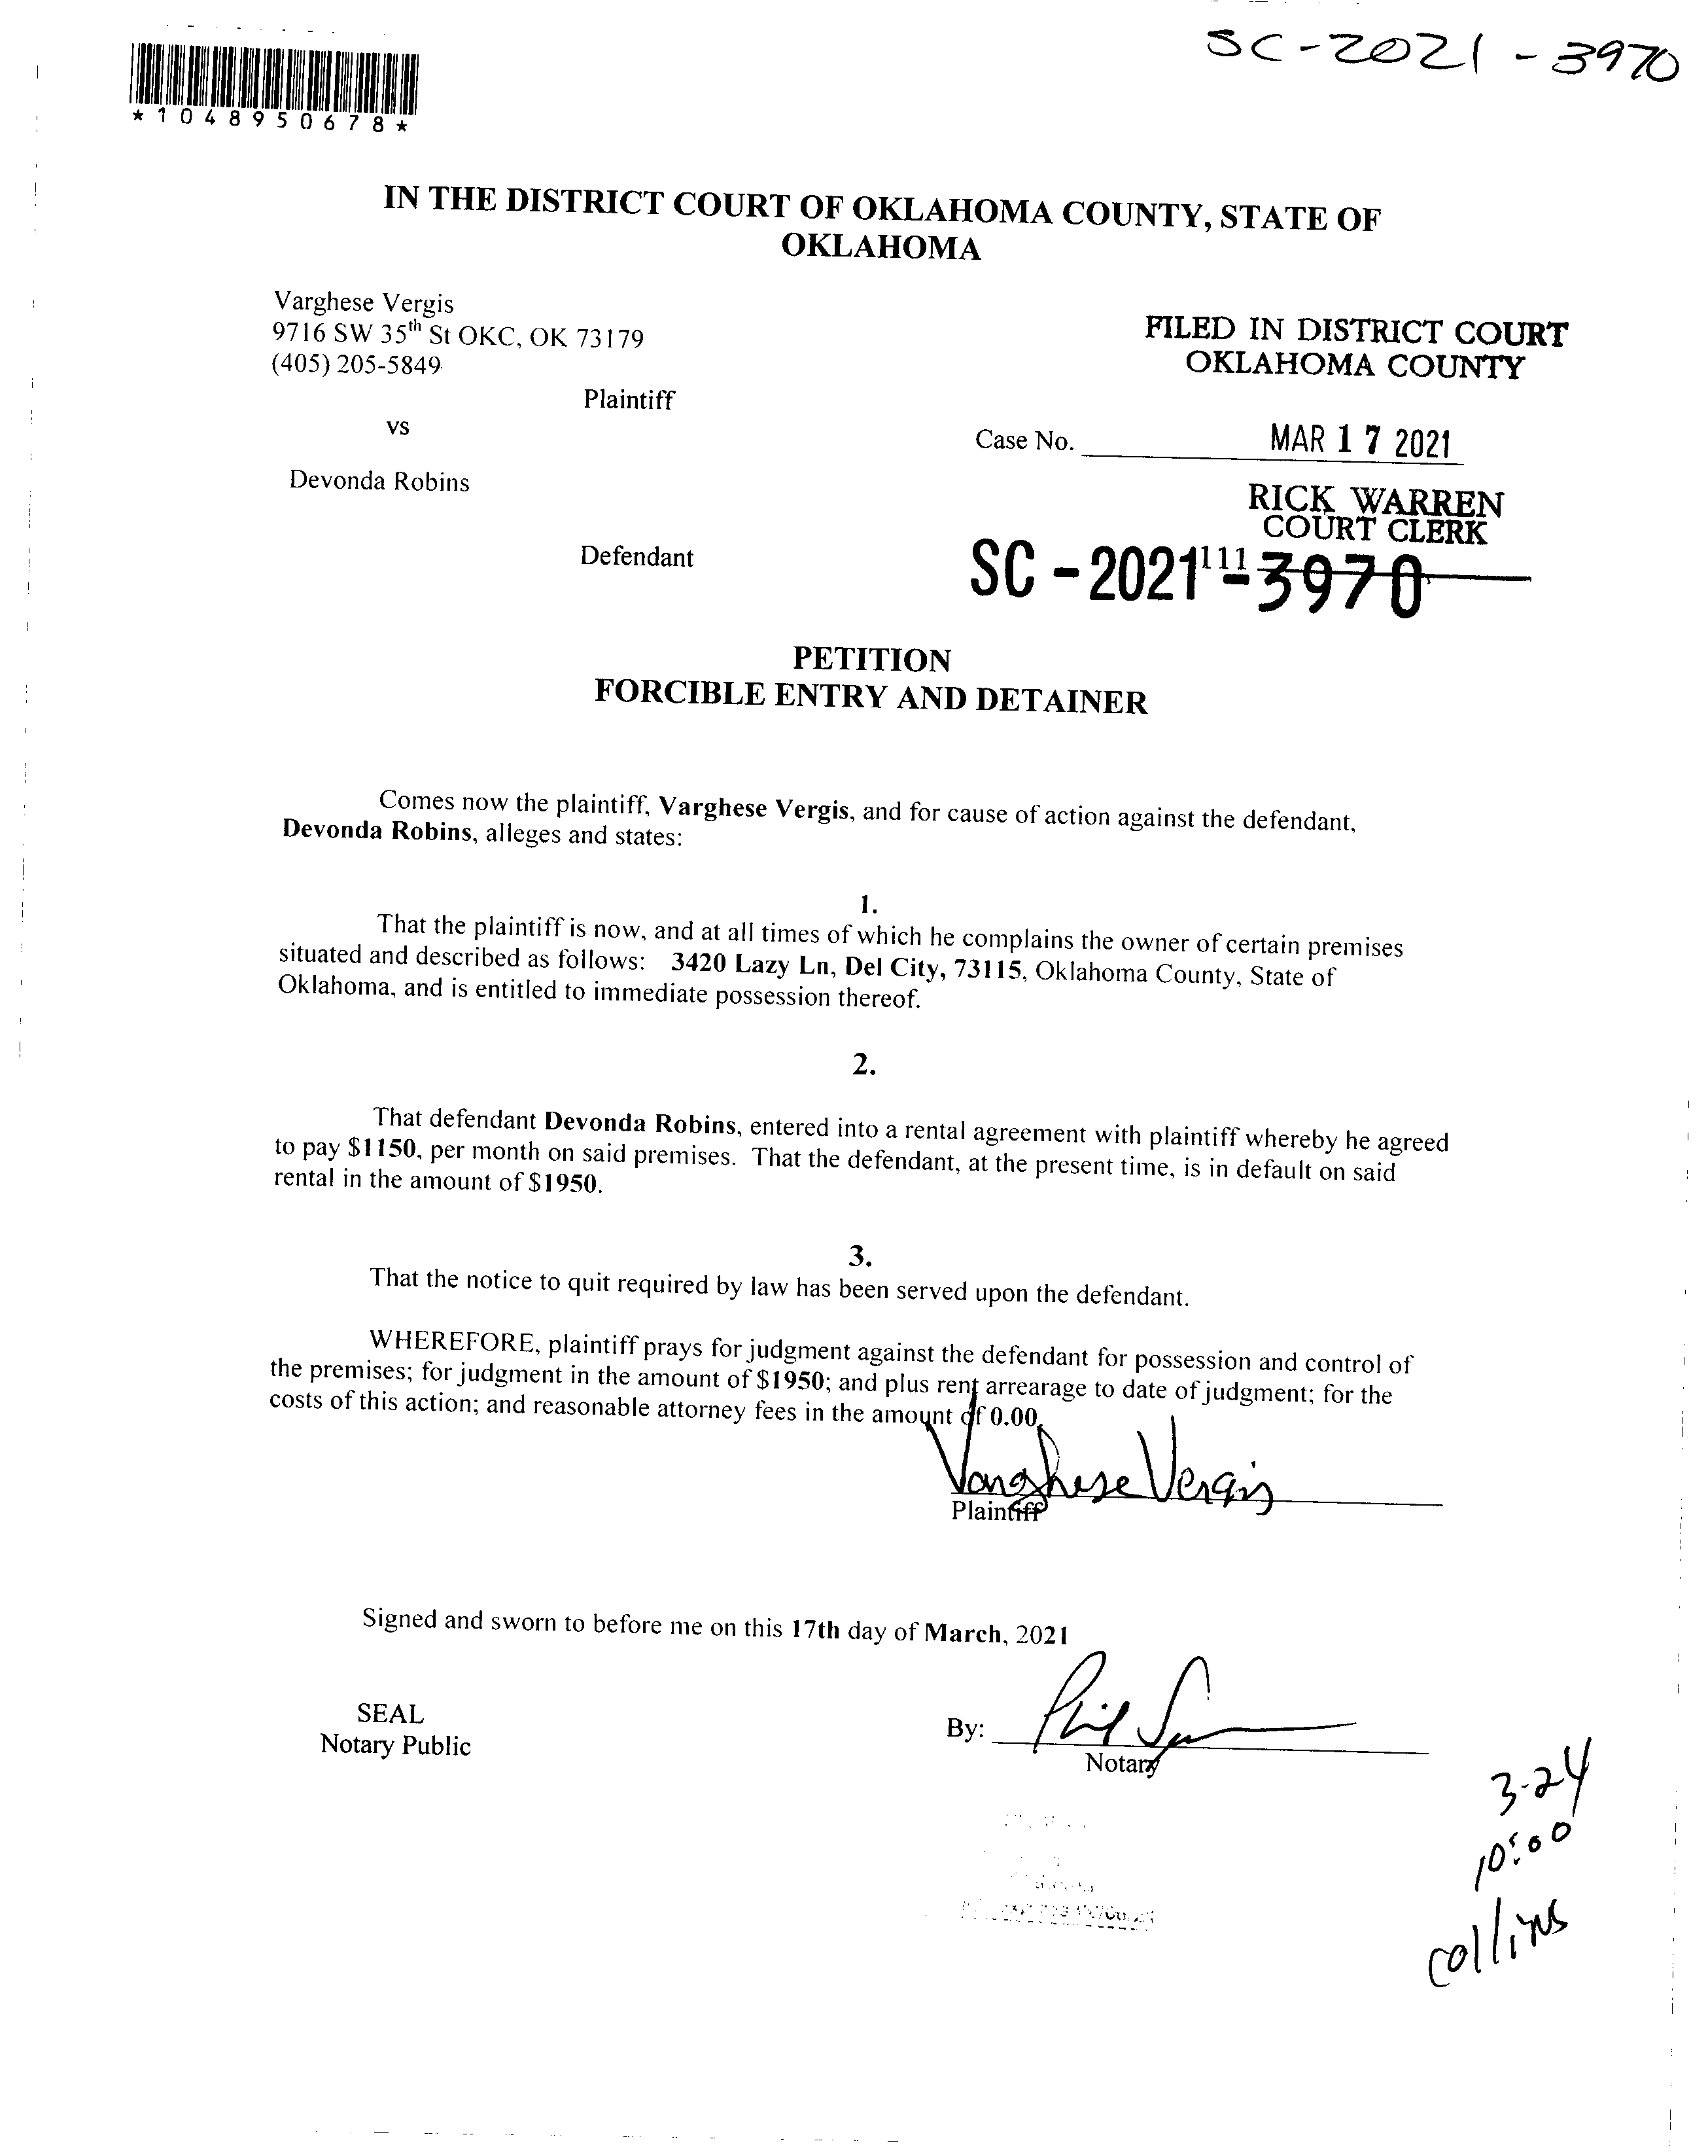 SC-2021-3970
*1048950678*
IN THE DISTRICT COURT OF OKLAHOMA COUNTY, STATE OF
OKLAHOMA
Varghese Vergis
9716 SW 35th St OKC, OK 73179
(405) 205-5849
Plaintiff
vs
Devonda Robins
Defendant
FILED IN DISTRICT COURT
OKLAHOMA COUNTY
Case No. MAR 17 2021
RICK WARREN
COURT CLERK
111
SC-2021-3970
PETITION
FORCIBLE ENTRY AND DETAINER
Comes now the plaintiff, Varghese Vergis, and for cause of action against the defendant,
Devonda Robins, alleges and states:
1.
That the plaintiff is now, and at all times of which he complains the owner of certain premises
situated and described as follows: 3420 Lazy Ln, Del City, 73115, Oklahoma County, State of
Oklahoma, and is entitled to immediate possession thereof.
2.
That defendant Devonda Robins, entered into a rental agreement with plaintiff whereby he agreed
to pay $1150, per month on said premises. That the defendant, at the present time, is in default on said
rental in the amount of $1950.
3.
That the notice to quit required by law has been served upon the defendant.
WHEREFORE, plaintiff prays for judgment against the defendant for possession and control of
the premises; for judgment in the amount of $1950; and plus rent arrearage to date of judgment; for the
costs of this action; and reasonable attorney fees in the amount of 0.00.
Varghese Vergis
Plaintiff
Signed and sworn to before me on this 17th day of March, 2021
SEAL
Notary Public
By: Phil
Notary
3-24
10:00
Collins